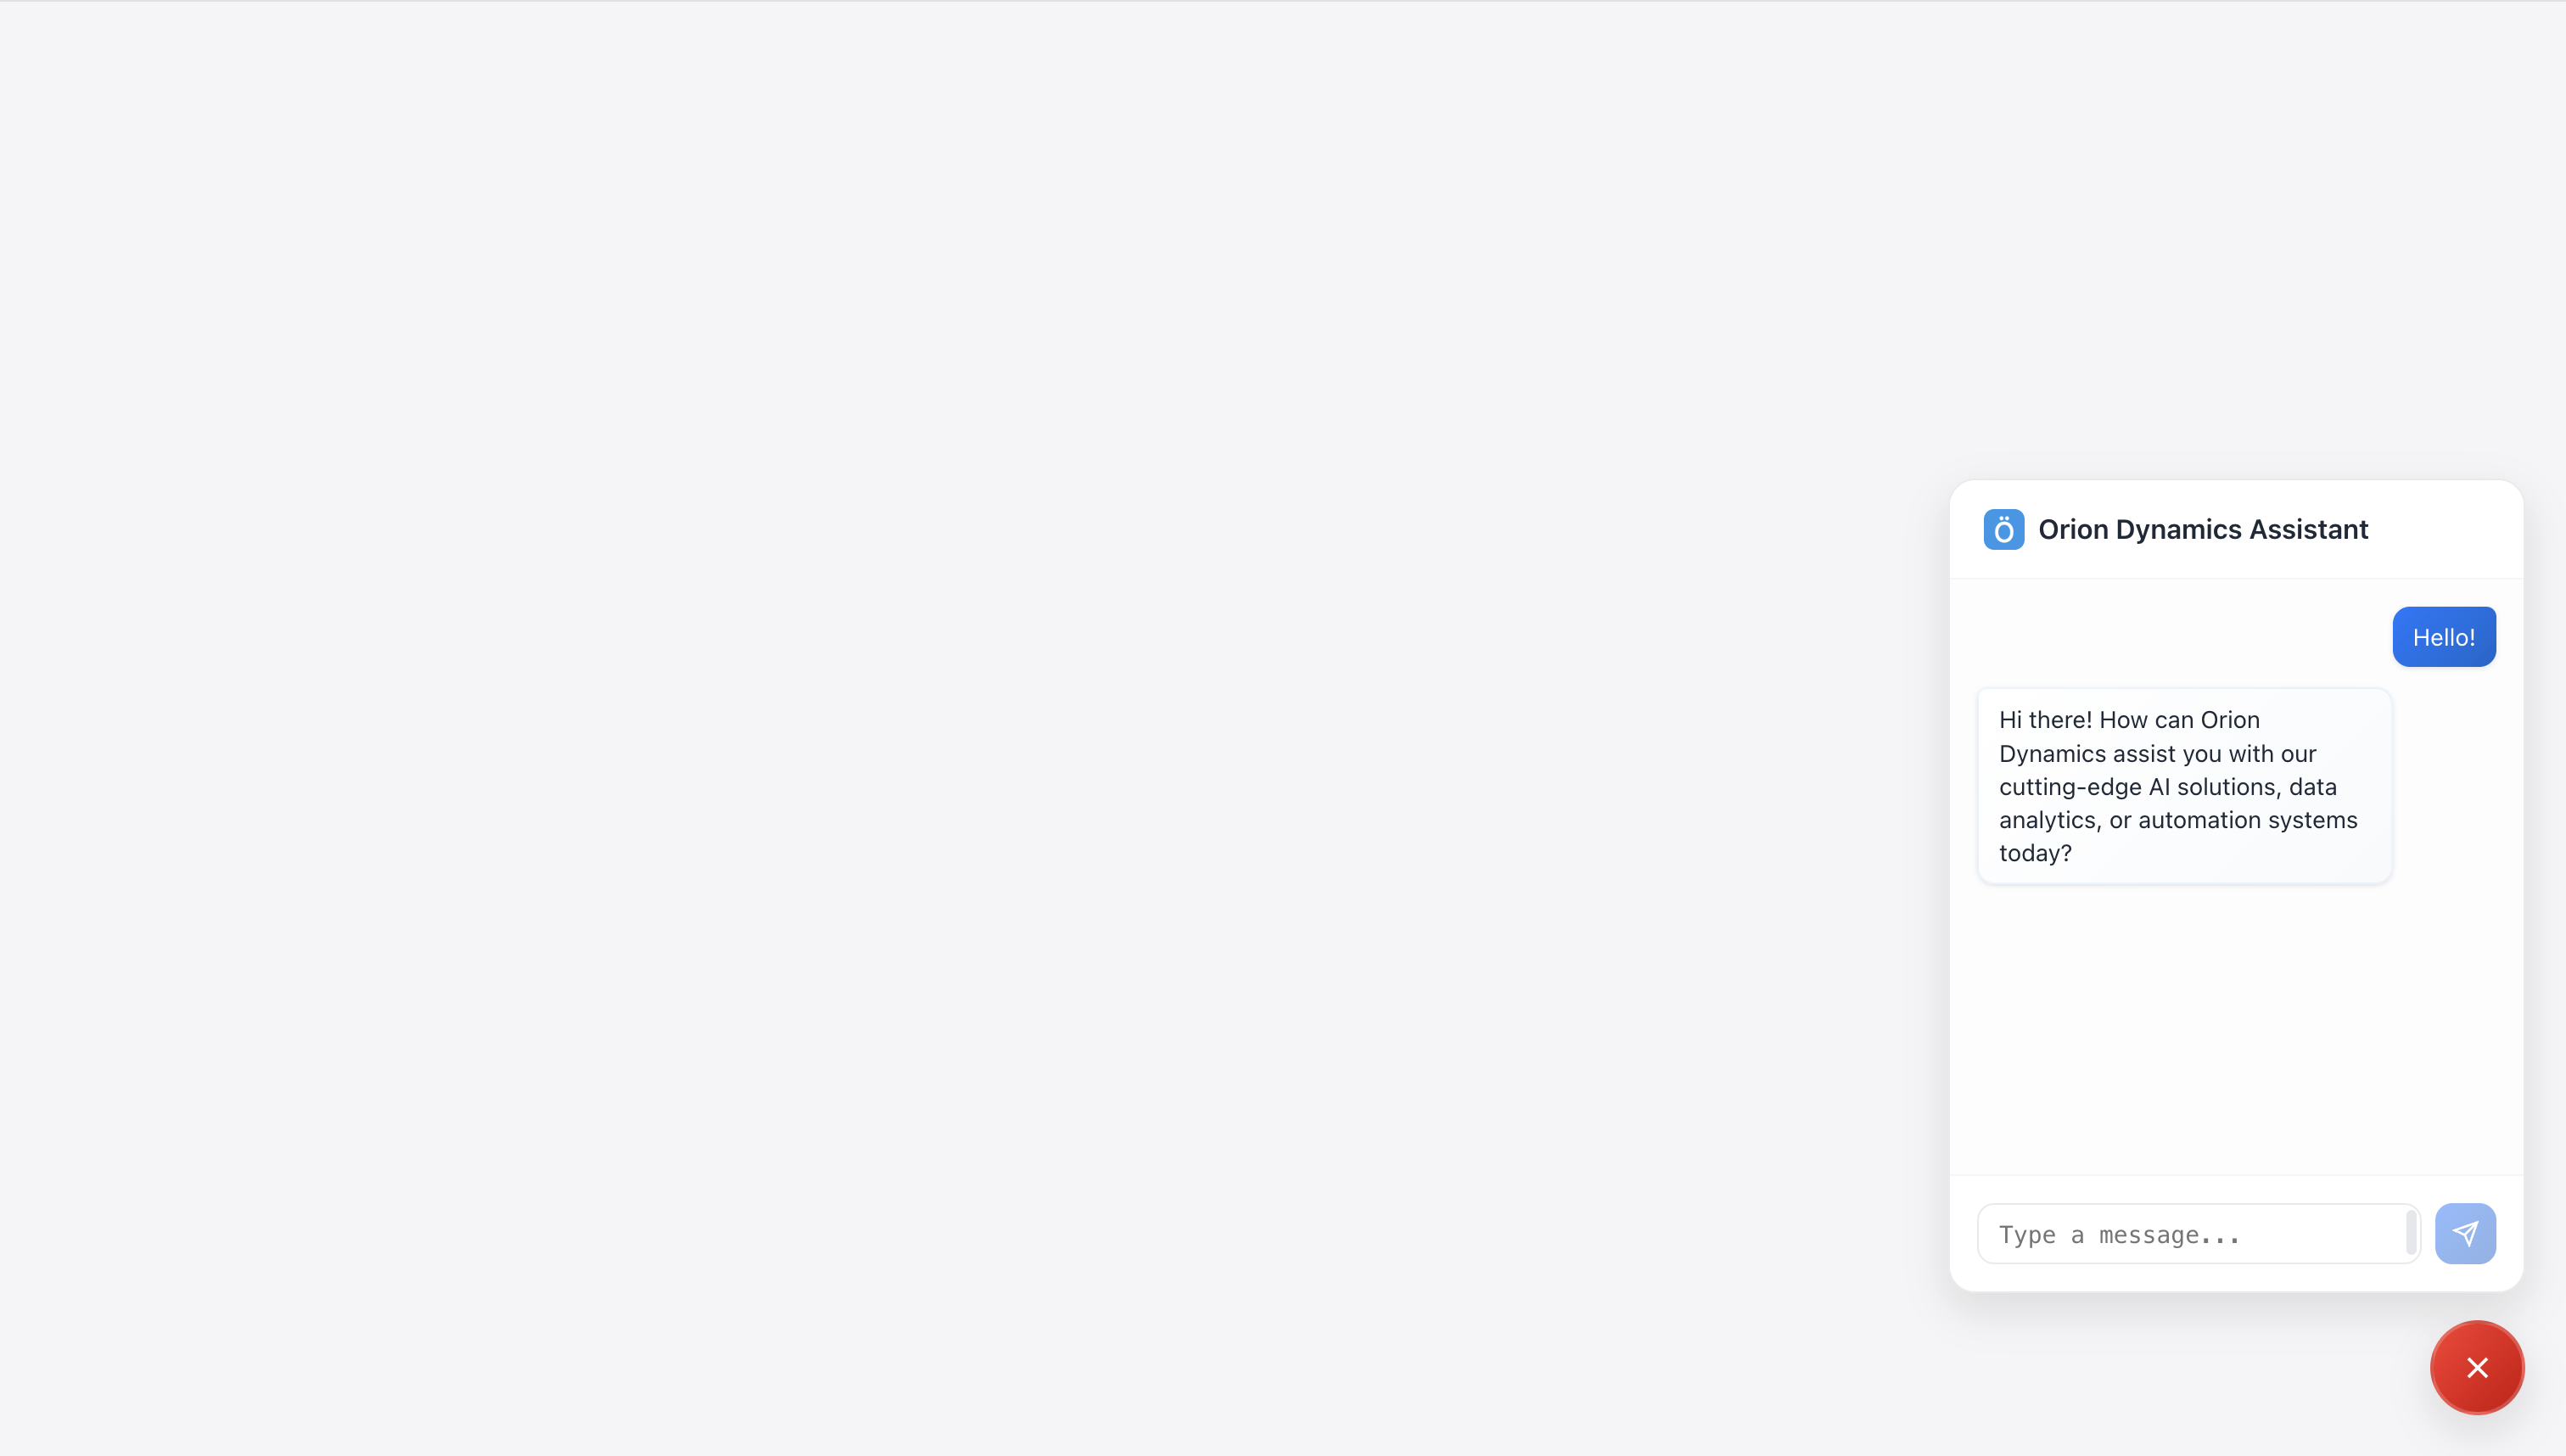 Ö Orion Dynamics Assistant
Hello!
Hi there! How can Orion
Dynamics assist you with our
cutting-edge AI solutions, data
analytics, or automation systems
today?
Type a message...